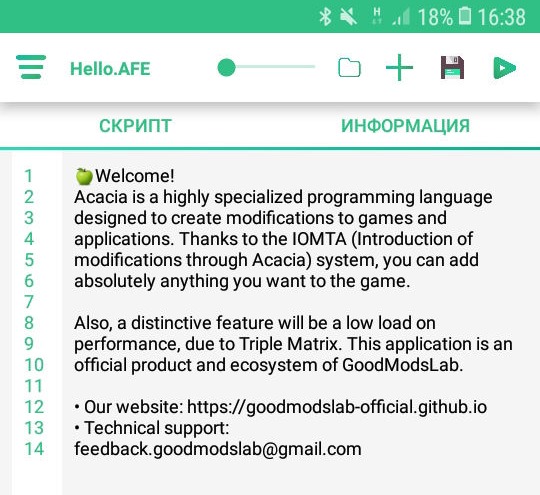 H 18% 16:38
Hello.AFE
СКРИПТ ИНФОРМАЦИЯ
1 🍏Welcome!
2 Acacia is a highly specialized programming language
3 designed to create modifications to games and
4 applications. Thanks to the IOMTA (Introduction of
5 modifications through Acacia) system, you can add
6 absolutely anything you want to the game.
7
8 Also, a distinctive feature will be a low load on
9 performance, due to Triple Matrix. This application is an
10 official product and ecosystem of GoodModsLab.
11
12 • Our website: https://goodmodslab-official.github.io
13 • Technical support:
14 feedback.goodmodslab@gmail.com